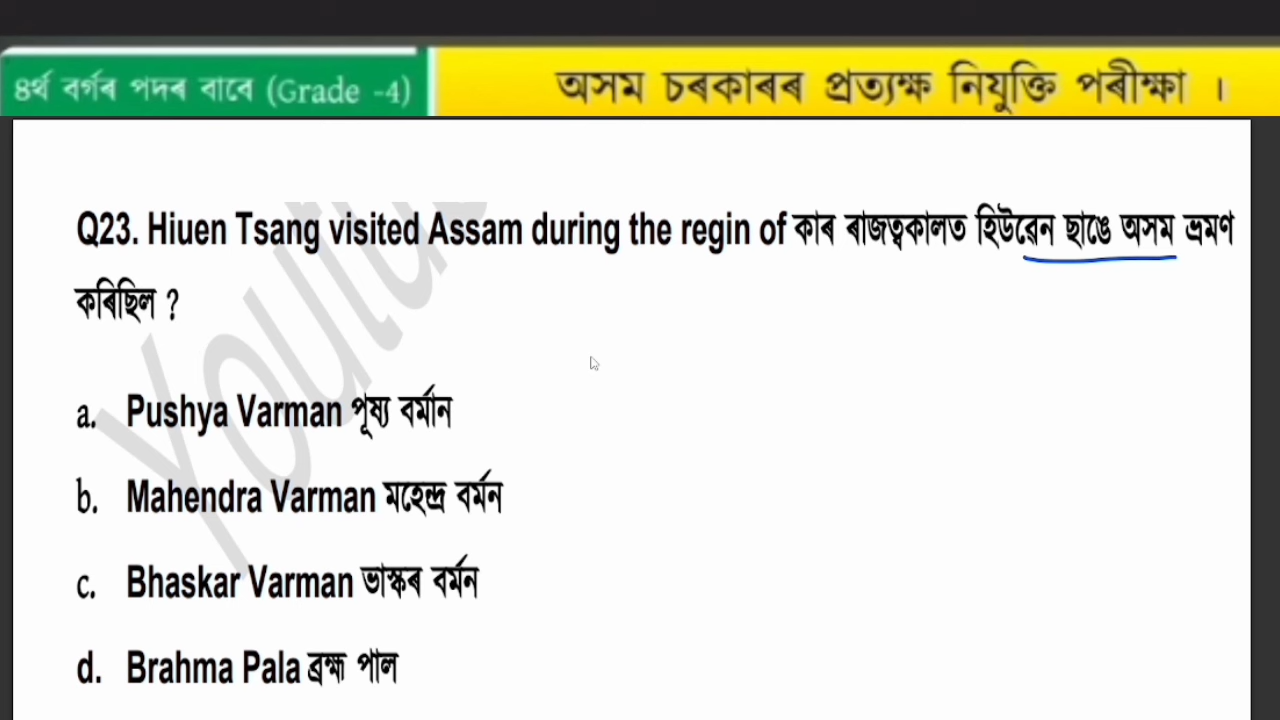 ৪ৰ্থ বৰ্গৰ পদৰ বাবে (Grade -4)
অসম চৰকাৰৰ প্ৰত্যক্ষ নিযুক্তি পৰীক্ষা ।
Q23. Hiuen Tsang visited Assam during the regin of কাৰ ৰাজত্বকালত হিউৱেন ছাঙে অসম ভ্ৰমণ
কৰিছিল ?
a. Pushya Varman পূষ্য বৰ্মান
b. Mahendra Varman মহেন্দ্ৰ বৰ্মন
c. Bhaskar Varman ভাস্কৰ বৰ্মন
d. Brahma Pala ব্ৰহ্ম পাল